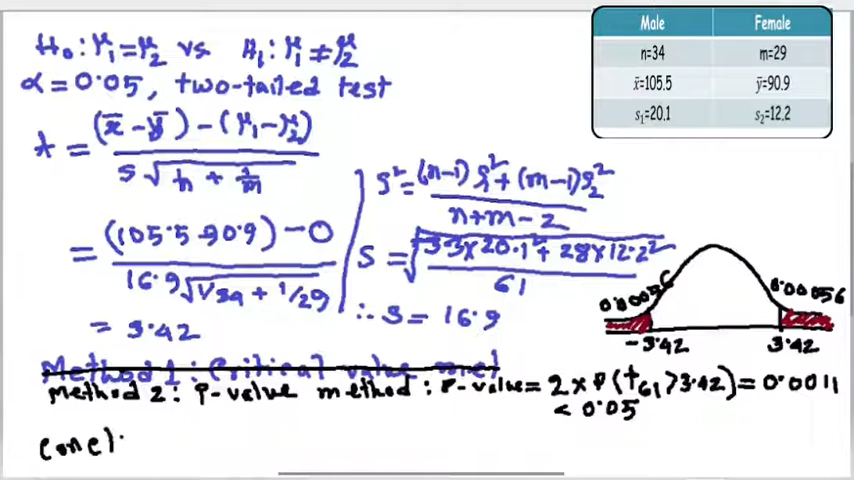 H₀: μ₁=μ₂ vs H₁: μ₁≠μ₂
α=0.05, two-tailed test
t = ((x̄-ȳ)-(μ₁-μ₂)) / (s√(1/n + 1/m))
= ((105.5-90.9)-0) / (16.9√(1/34 + 1/29))
= 3.42
s² = ((n-1)s₁²+(m-1)s₂²) / (n+m-2)
s = √((33×20.1²+28×12.2²) / 61)
∴ s = 16.9
Male Female
n=34 m=29
x̄=105.5 ȳ=90.9
s₁=20.1 s₂=12.2
0.00056 0.00056
-3.42 3.42
Method 1: Critical value
Method 2: P-value method: P-value = 2×P(t₆₁>3.42) = 0.0011
< 0.05
Concl